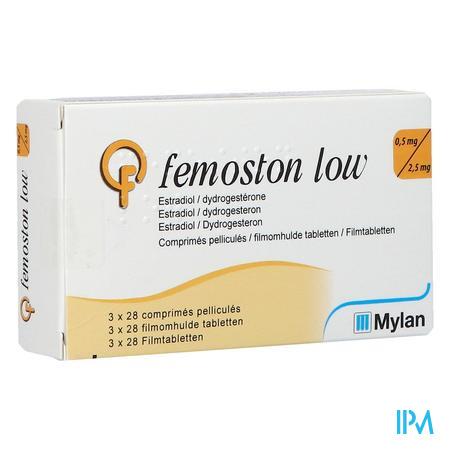 femoston low
0,5 mg
2,5 mg
Estradiol / dydrogestérone
Estradiol / dydrogesteron
Estradiol / Dydrogesteron
Comprimés pelliculés / filmomhulde tabletten / Filmtabletten
3 x 28 comprimés pelliculés
3 x 28 filmomhulde tabletten
3 x 28 Filmtabletten
Mylan
IPM